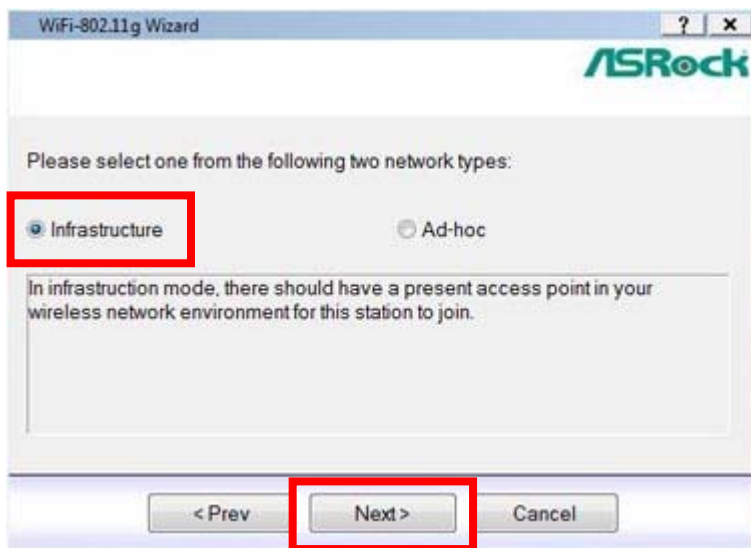 WiFi-802.11g Wizard
? x
ASRock
Please select one from the following two network types:
Infrastructure
Ad-hoc
In infrastruction mode, there should have a present access point in your
wireless network environment for this station to join.
< Prev
Next >
Cancel